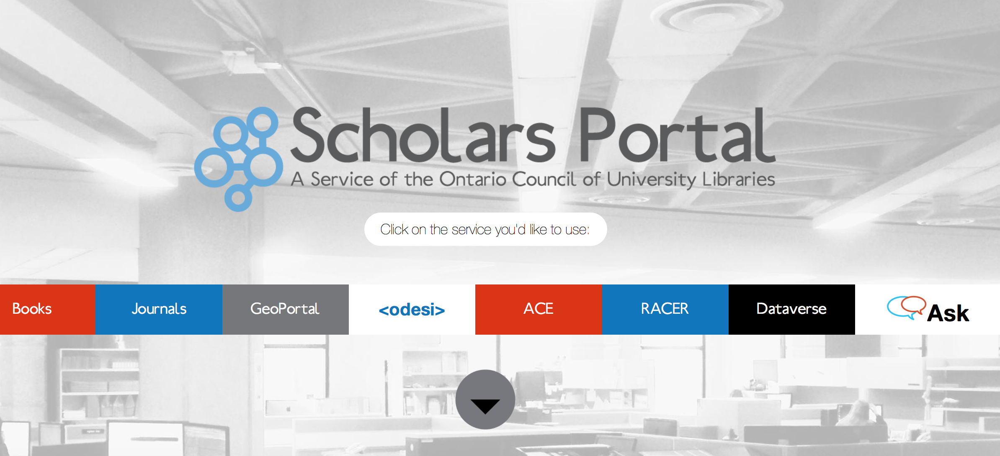 Scholars Portal
A Service of the Ontario Council of University Libraries
Click on the service you'd like to use:
Books
Journals
GeoPortal
<odesi>
ACE
RACER
Dataverse
Ask